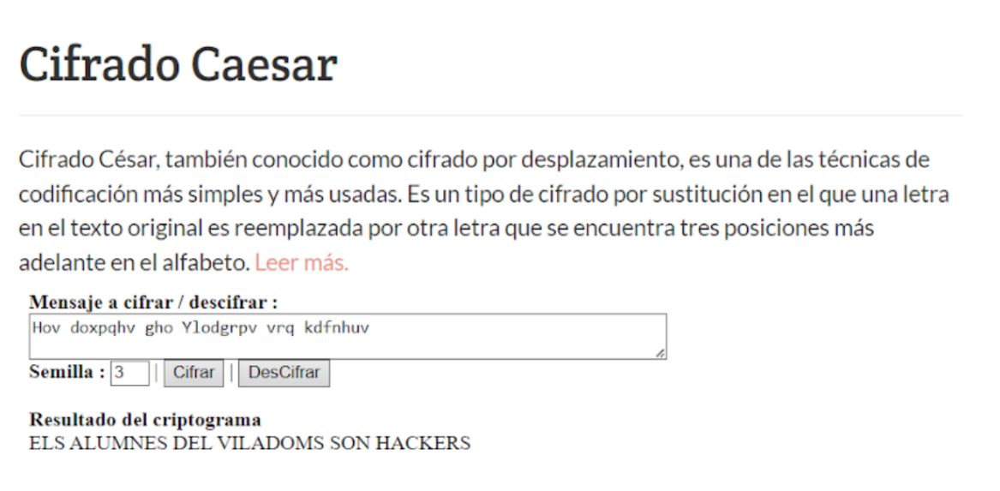 Cifrado Caesar
Cifrado César, también conocido como cifrado por desplazamiento, es una de las técnicas de
codificación más simples y más usadas. Es un tipo de cifrado por sustitución en el que una letra
en el texto original es reemplazada por otra letra que se encuentra tres posiciones más
adelante en el alfabeto. Leer más.
Mensaje a cifrar / descifrar :
Hov doxpqhv gho Ylodgrpv vrq kdfnhuv
Semilla : 3 | Cifrar | DesCifrar
Resultado del criptograma
ELS ALUMNES DEL VILADOMS SON HACKERS